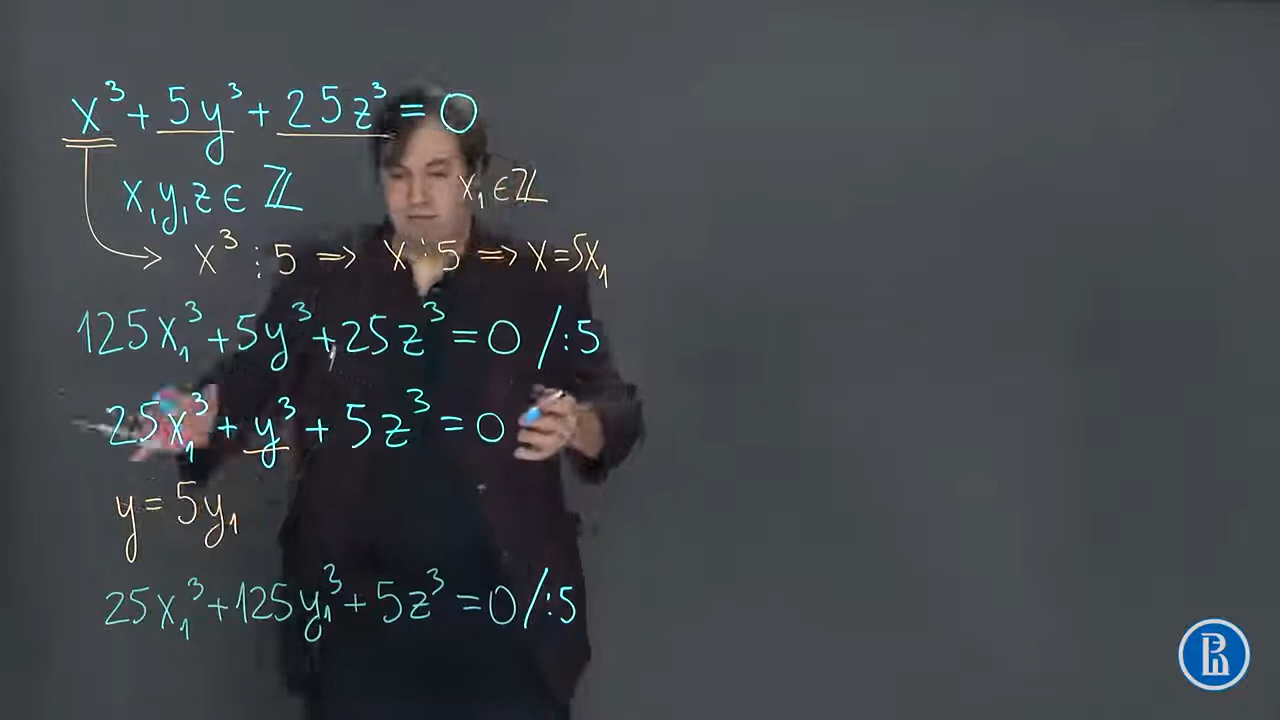 x³ + 5y³ + 25z³ = 0
x, y, z ∈ ℤ
x₁ ∈ ℤ
x³ ⋮ 5 ⇒ x ⋮ 5 ⇒ x = 5x₁
125x₁³ + 5y³ + 25z³ = 0 /:5
25x₁³ + y³ + 5z³ = 0
y = 5y₁
25x₁³ + 125y₁³ + 5z³ = 0 /:5